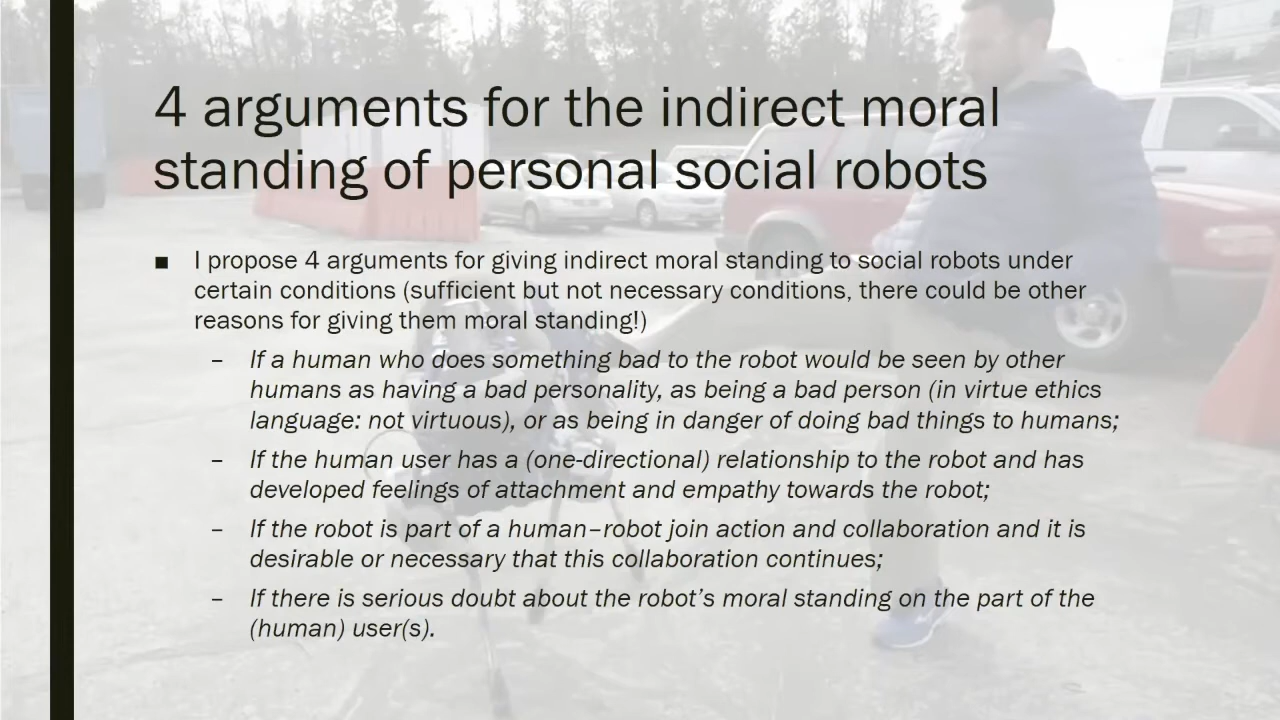 4 arguments for the indirect moral
standing of personal social robots
■ I propose 4 arguments for giving indirect moral standing to social robots under
certain conditions (sufficient but not necessary conditions, there could be other
reasons for giving them moral standing!)
– If a human who does something bad to the robot would be seen by other
humans as having a bad personality, as being a bad person (in virtue ethics
language: not virtuous), or as being in danger of doing bad things to humans;
– If the human user has a (one-directional) relationship to the robot and has
developed feelings of attachment and empathy towards the robot;
– If the robot is part of a human–robot join action and collaboration and it is
desirable or necessary that this collaboration continues;
– If there is serious doubt about the robot's moral standing on the part of the
(human) user(s).